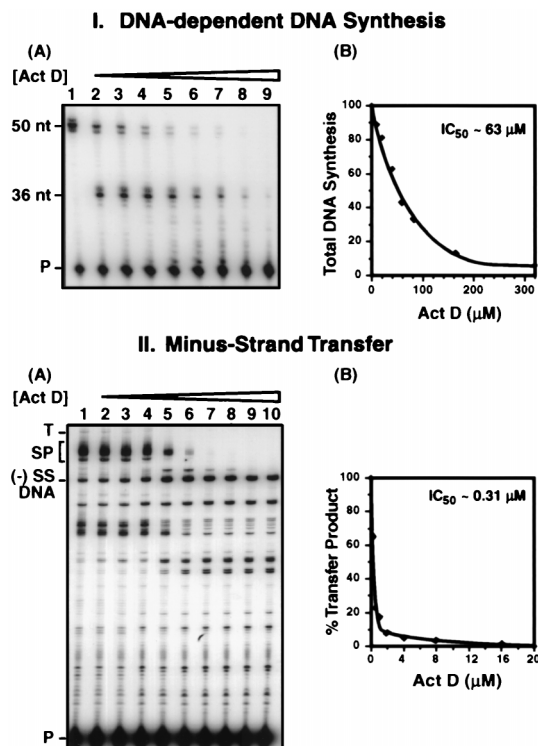 I. DNA-dependent DNA Synthesis
(A)
[Act D]
1 2 3 4 5 6 7 8 9
50 nt
36 nt
P
(B)
IC50 ~ 63 μM
Total DNA Synthesis
100
80
60
40
20
0
0 100 200 300
Act D (μM)
II. Minus-Strand Transfer
(A)
[Act D]
1 2 3 4 5 6 7 8 9 10
T
SP
(-) SS
DNA
P
(B)
IC50 ~ 0.31 μM
% Transfer Product
100
80
60
40
20
0
0 4 8 12 16 20
Act D (μM)